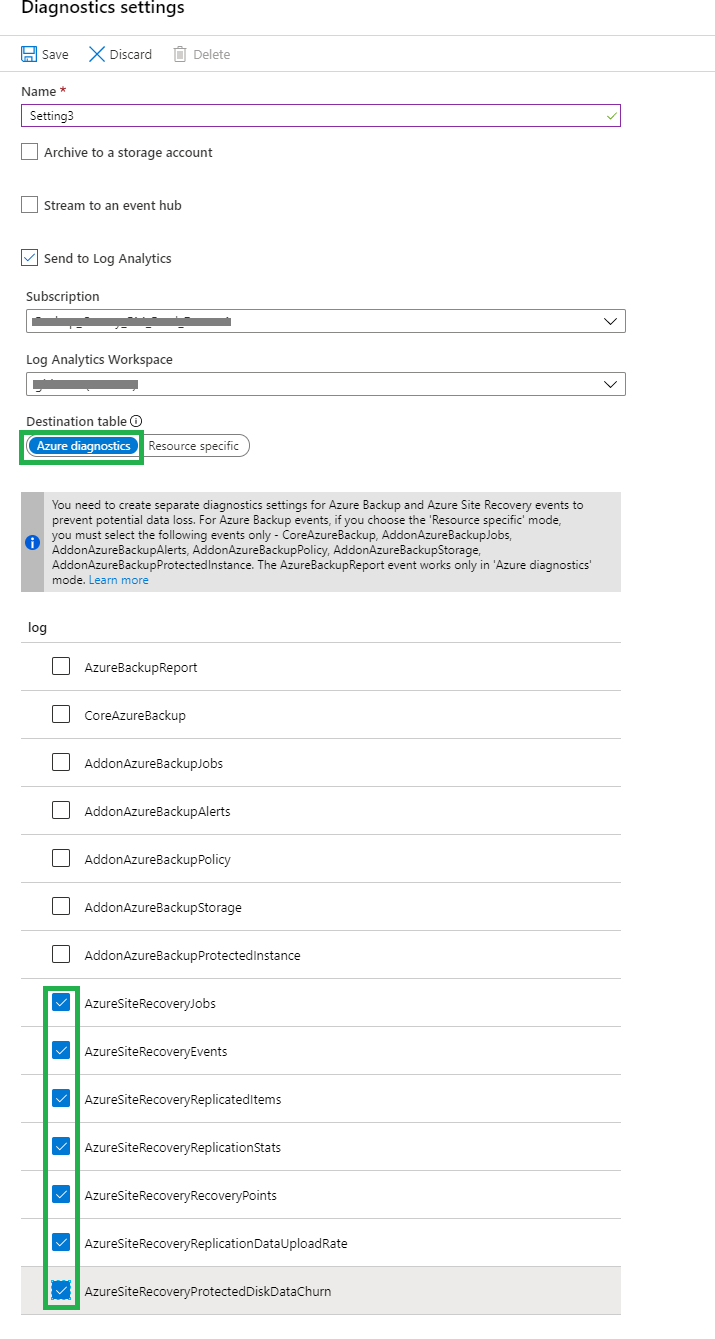 Diagnostics settings
Save Discard Delete
Name *
Setting3
Archive to a storage account
Stream to an event hub
Send to Log Analytics
Subscription
Log Analytics Workspace
Destination table
Azure diagnostics Resource specific
You need to create separate diagnostics settings for Azure Backup and Azure Site Recovery events to
prevent potential data loss. For Azure Backup events, if you choose the 'Resource specific' mode,
you must select the following events only - CoreAzureBackup, AddonAzureBackupJobs,
AddonAzureBackupAlerts, AddonAzureBackupPolicy, AddonAzureBackupStorage,
AddonAzureBackupProtectedInstance. The AzureBackupReport event works only in 'Azure diagnostics'
mode. Learn more
log
AzureBackupReport
CoreAzureBackup
AddonAzureBackupJobs
AddonAzureBackupAlerts
AddonAzureBackupPolicy
AddonAzureBackupStorage
AddonAzureBackupProtectedInstance
AzureSiteRecoveryJobs
AzureSiteRecoveryEvents
AzureSiteRecoveryReplicatedItems
AzureSiteRecoveryReplicationStats
AzureSiteRecoveryRecoveryPoints
AzureSiteRecoveryReplicationDataUploadRate
AzureSiteRecoveryProtectedDiskDataChurn